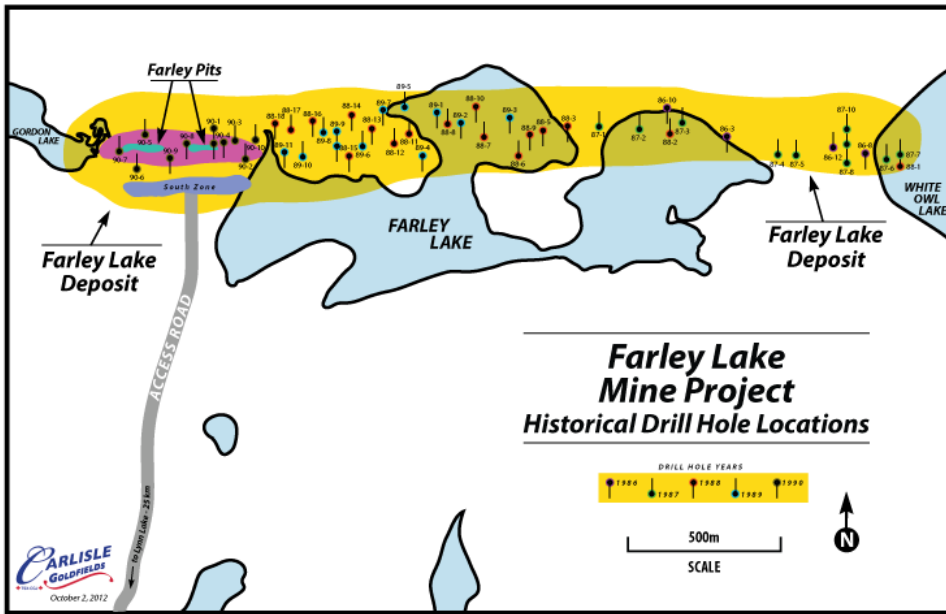 Farley Pits
GORDON LAKE
90-7
90-5
90-6
90-9
90-8
90-1
90-4
90-3
90-10
90-2
South Zone
88-18
88-17
88-16
88-14
89-11
89-10
89-9
89-8
88-15
89-6
88-13
88-12
88-11
89-7
89-5
89-4
89-1
88-8
89-2
88-10
88-7
89-3
88-9
88-6
88-5
88-3
87-1
87-2
86-10
87-3
88-2
86-3
87-4
87-5
87-10
86-12
86-8
87-8
87-6
87-7
88-1
WHITE
OWL
LAKE
FARLEY
LAKE
Farley Lake
Deposit
Farley Lake
Deposit
ACCESS ROAD
to Lynn Lake - 25 km
Farley Lake
Mine Project
Historical Drill Hole Locations
DRILL HOLE YEARS
1986
1987
1988
1989
1990
500m
SCALE
N
CARLISLE
GOLDFIELDS
October 2, 2012